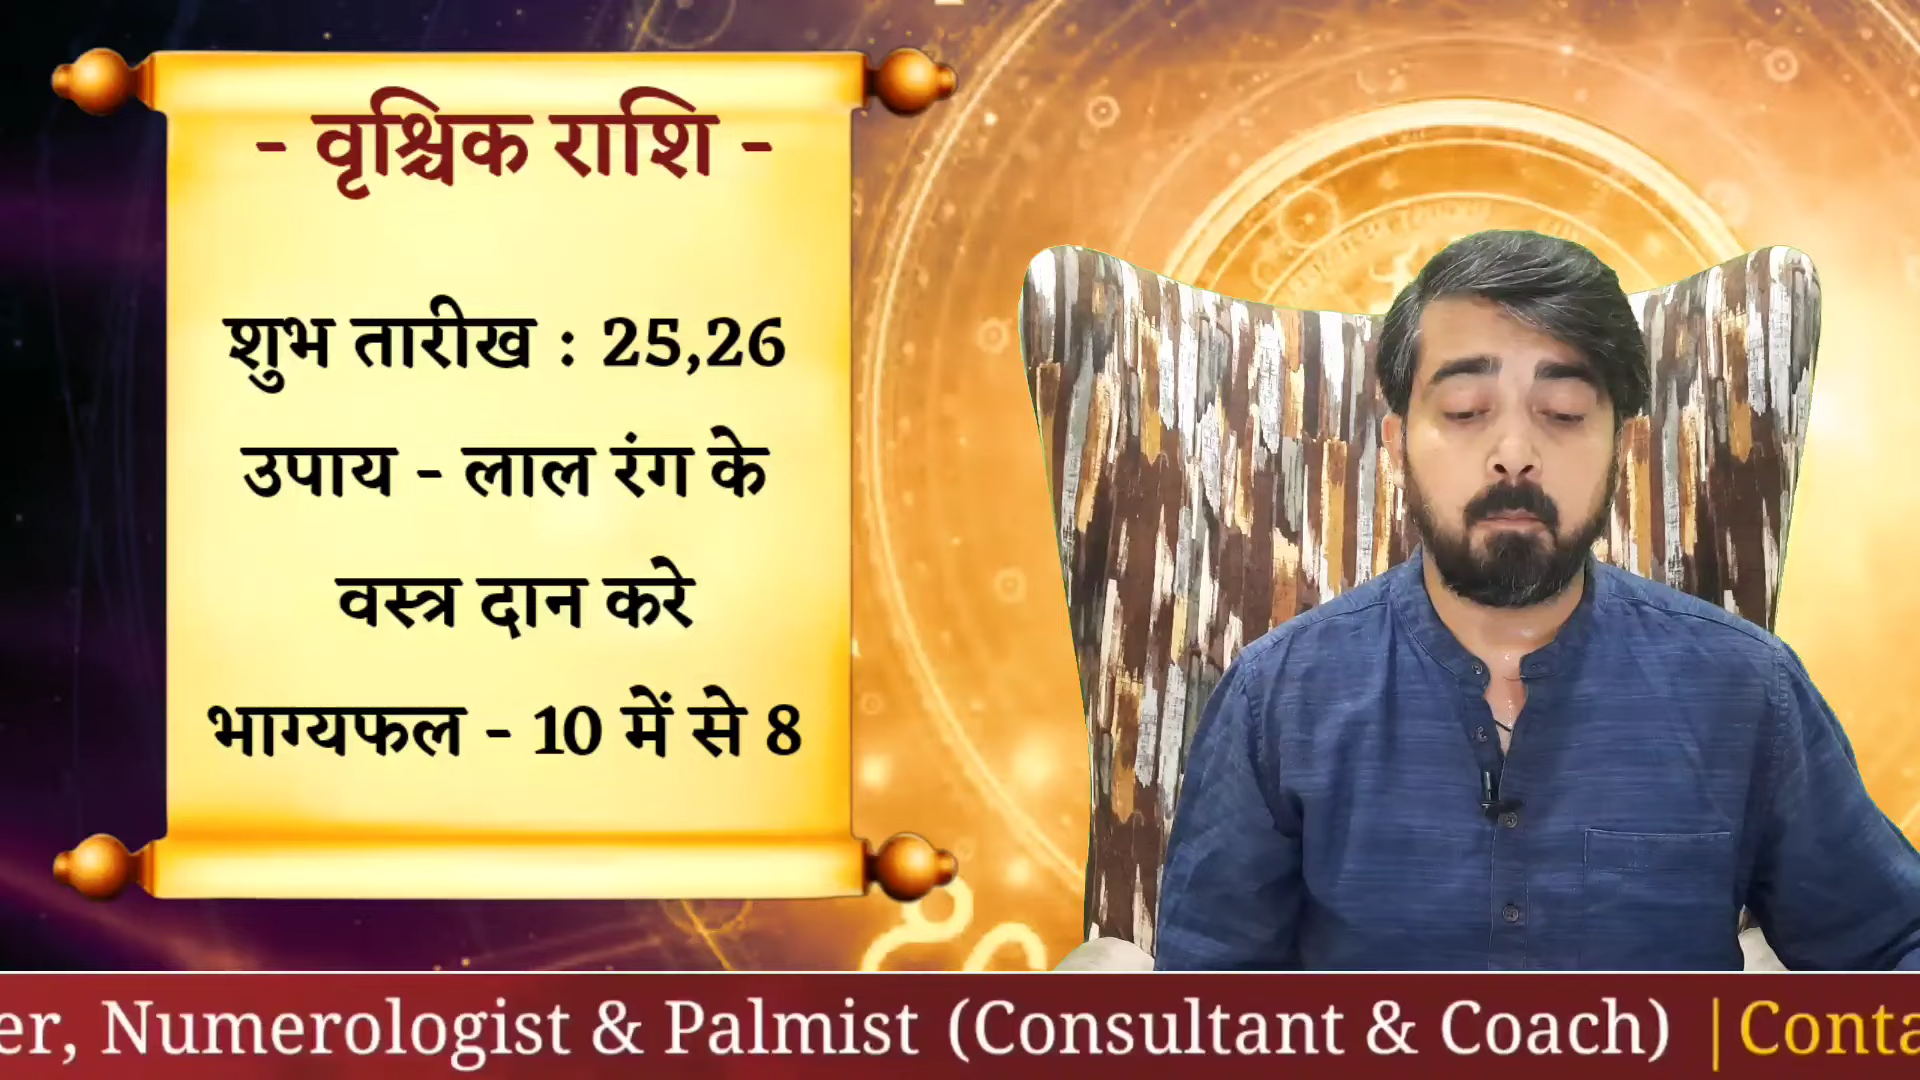 - वृश्चिक राशि -
शुभ तारीख : 25,26
उपाय - लाल रंग के
वस्त्र दान करे
भाग्यफल - 10 में से 8
er, Numerologist & Palmist (Consultant & Coach) | Conta